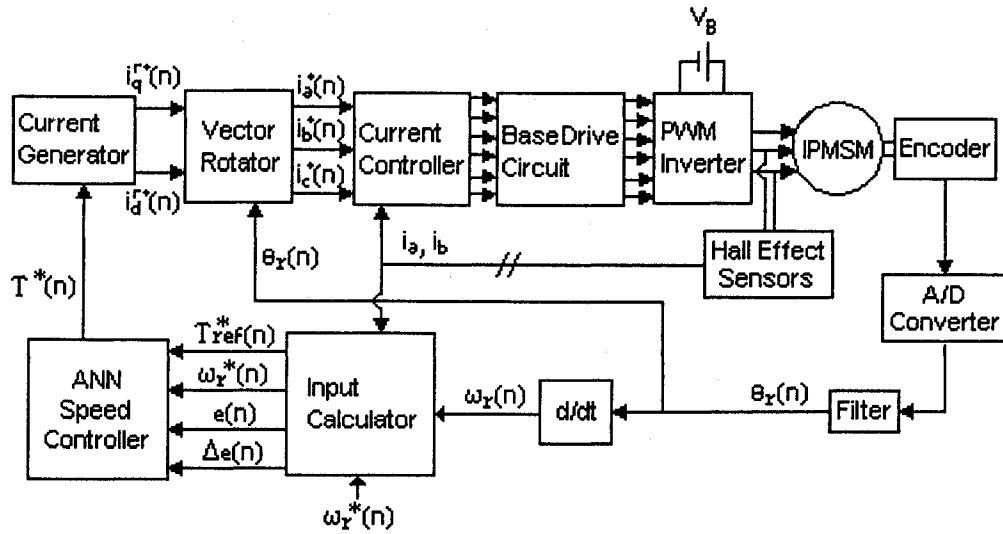 V_B
i_q^r*(n)
i_a*(n)
i_b*(n)
i_c*(n)
i_d^r*(n)
Current
Generator
Vector
Rotator
Current
Controller
Base Drive
Circuit
PWM
Inverter
IPMSM
Encoder
θ_r(n)
i_a, i_b
Hall Effect
Sensors
T*(n)
A/D
Converter
ANN
Speed
Controller
T_ref*(n)
ω_r*(n)
e(n)
Δe(n)
Input
Calculator
ω_r(n)
d/dt
θ_r(n)
Filter
ω_r*(n)